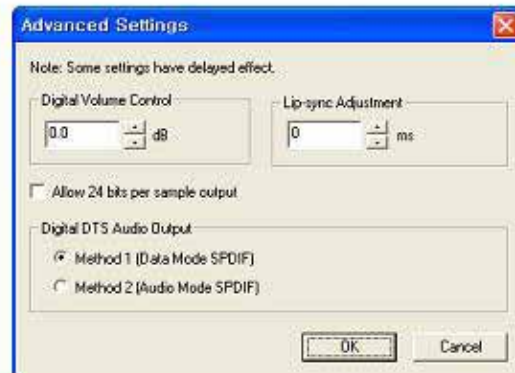 Advanced Settings
Note: Some settings have delayed effect.
Digital Volume Control
0.0 dB
Lip-sync Adjustment
0 ms
Allow 24 bits per sample output
Digital DTS Audio Output
Method 1 (Data Mode SPDIF)
Method 2 (Audio Mode SPDIF)
OK Cancel